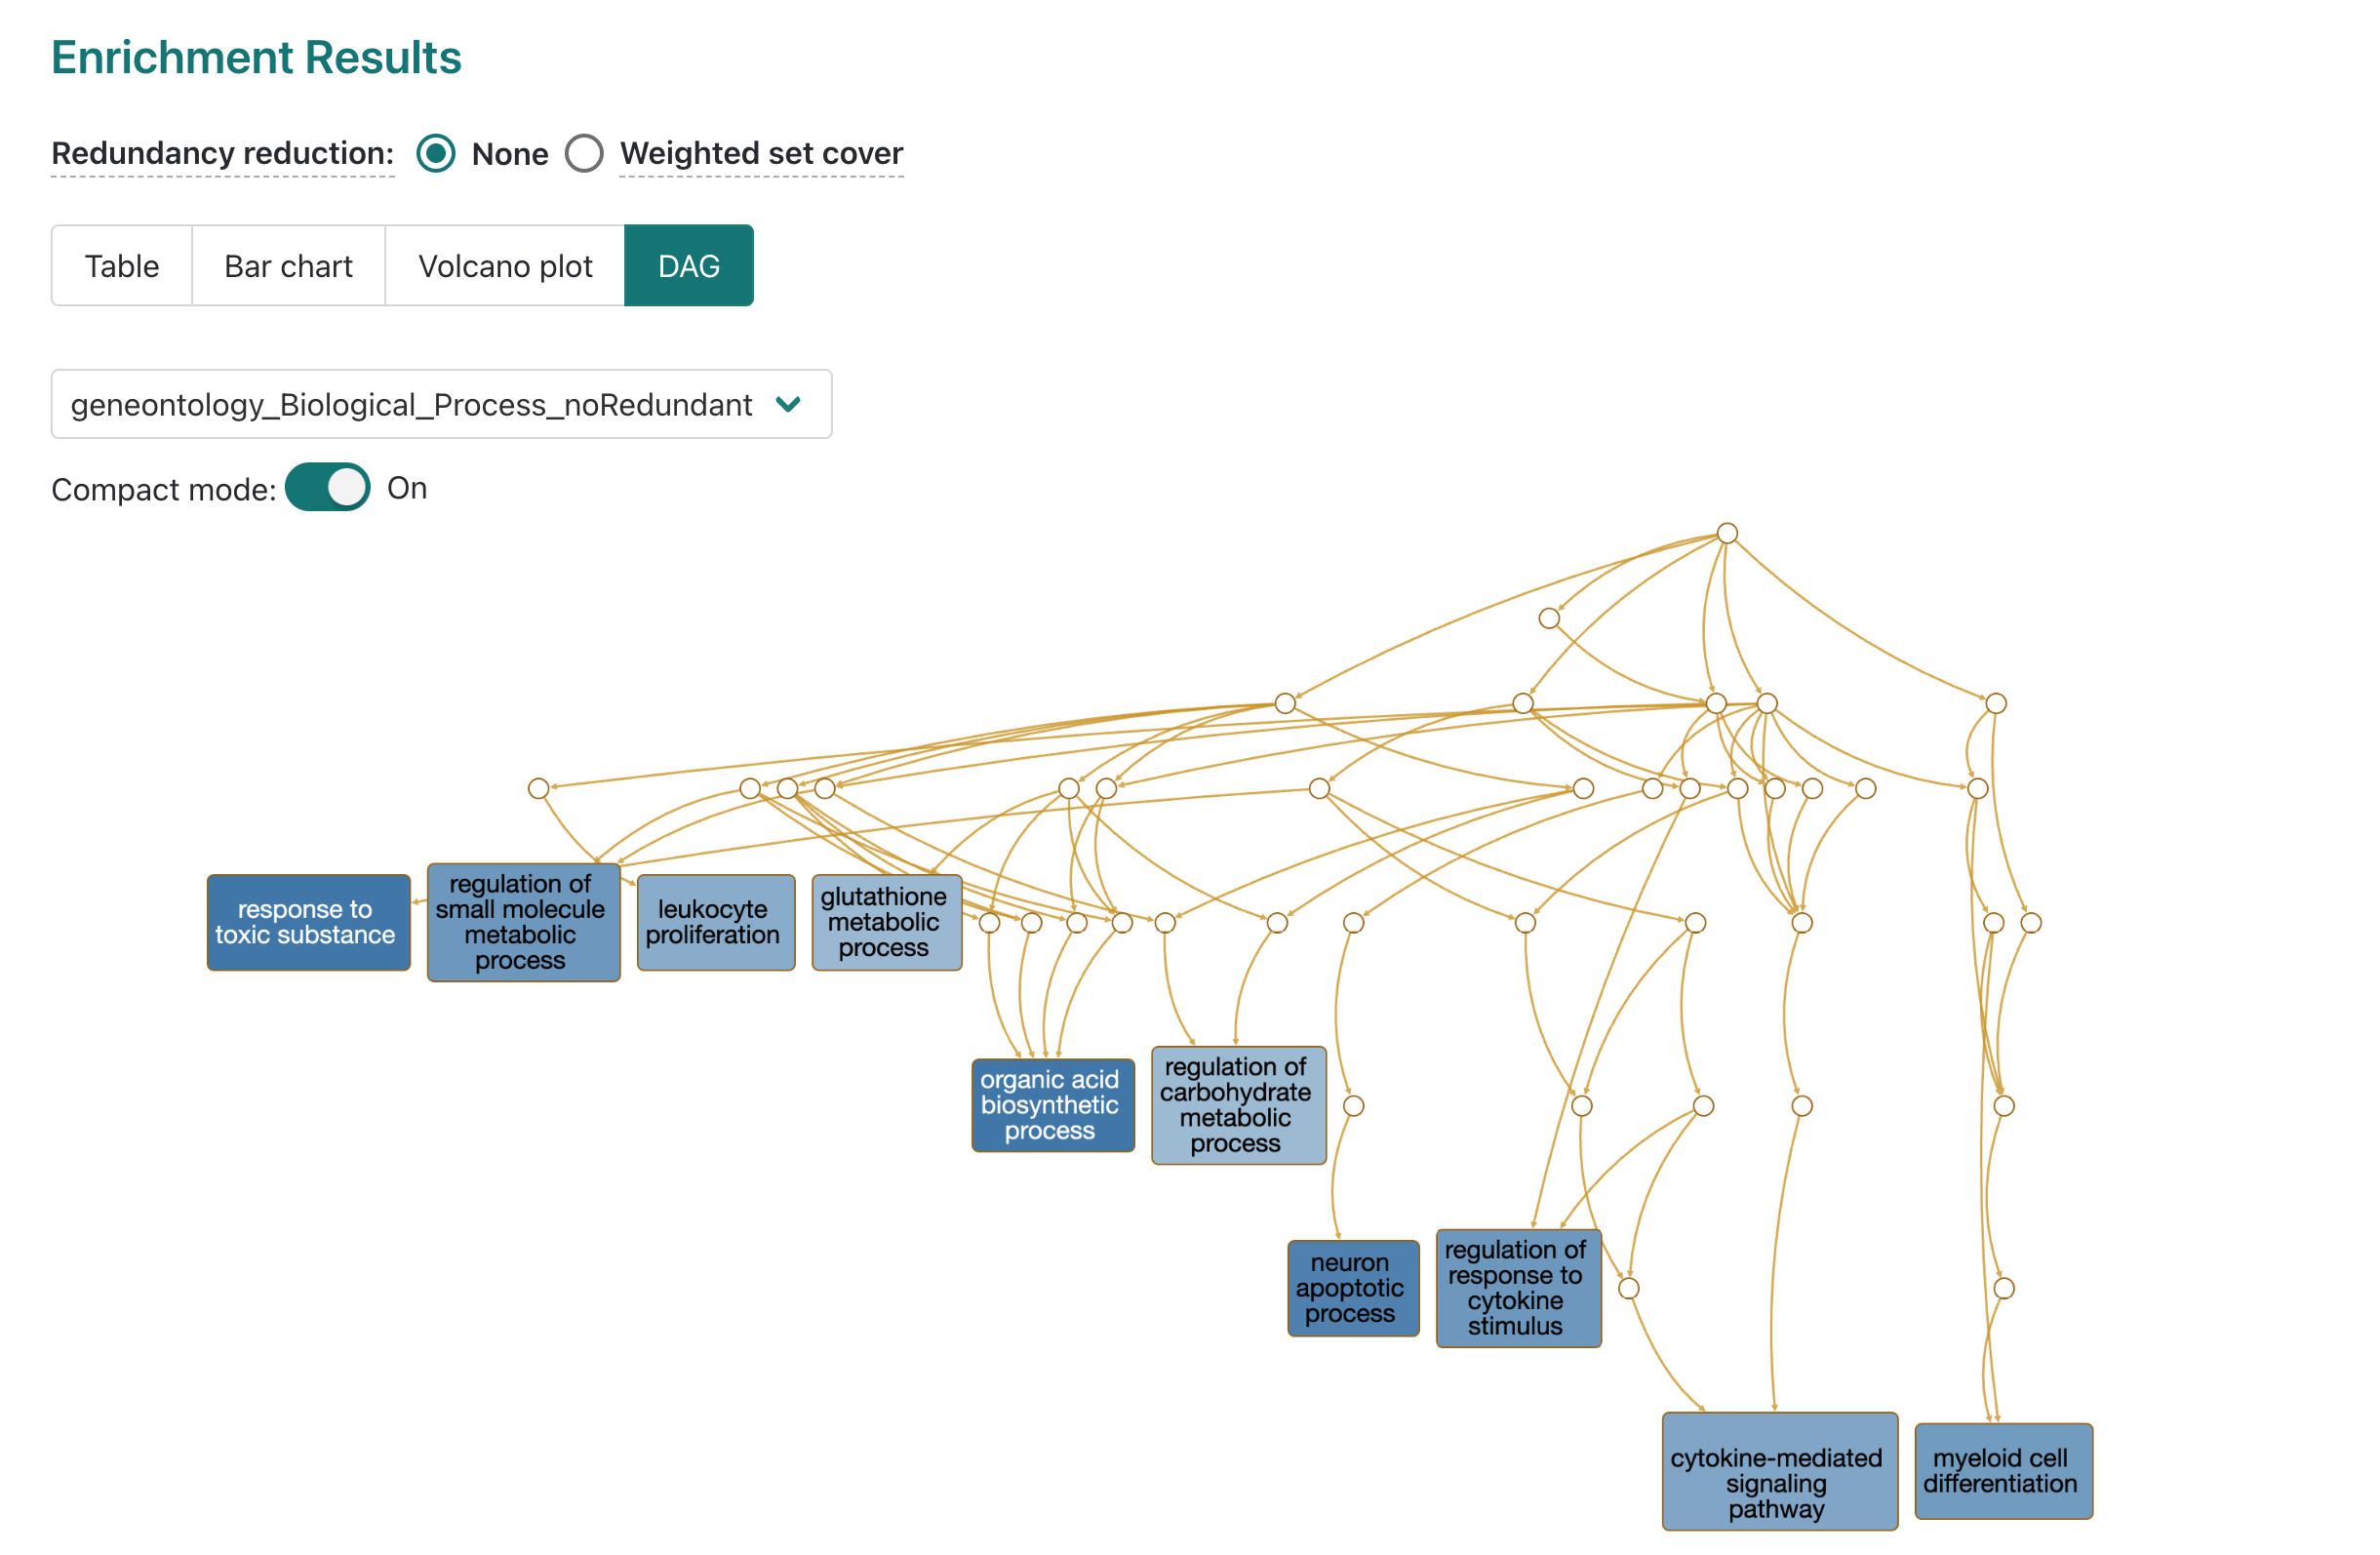 Enrichment Results
Redundancy reduction: None Weighted set cover
Table Bar chart Volcano plot DAG
geneontology_Biological_Process_noRedundant
Compact mode: On
response to
toxic substance
regulation of
small molecule
metabolic
process
leukocyte
proliferation
glutathione
metabolic
process
organic acid
biosynthetic
process
regulation of
carbohydrate
metabolic
process
neuron
apoptotic
process
regulation of
response to
cytokine
stimulus
cytokine-mediated
signaling
pathway
myeloid cell
differentiation